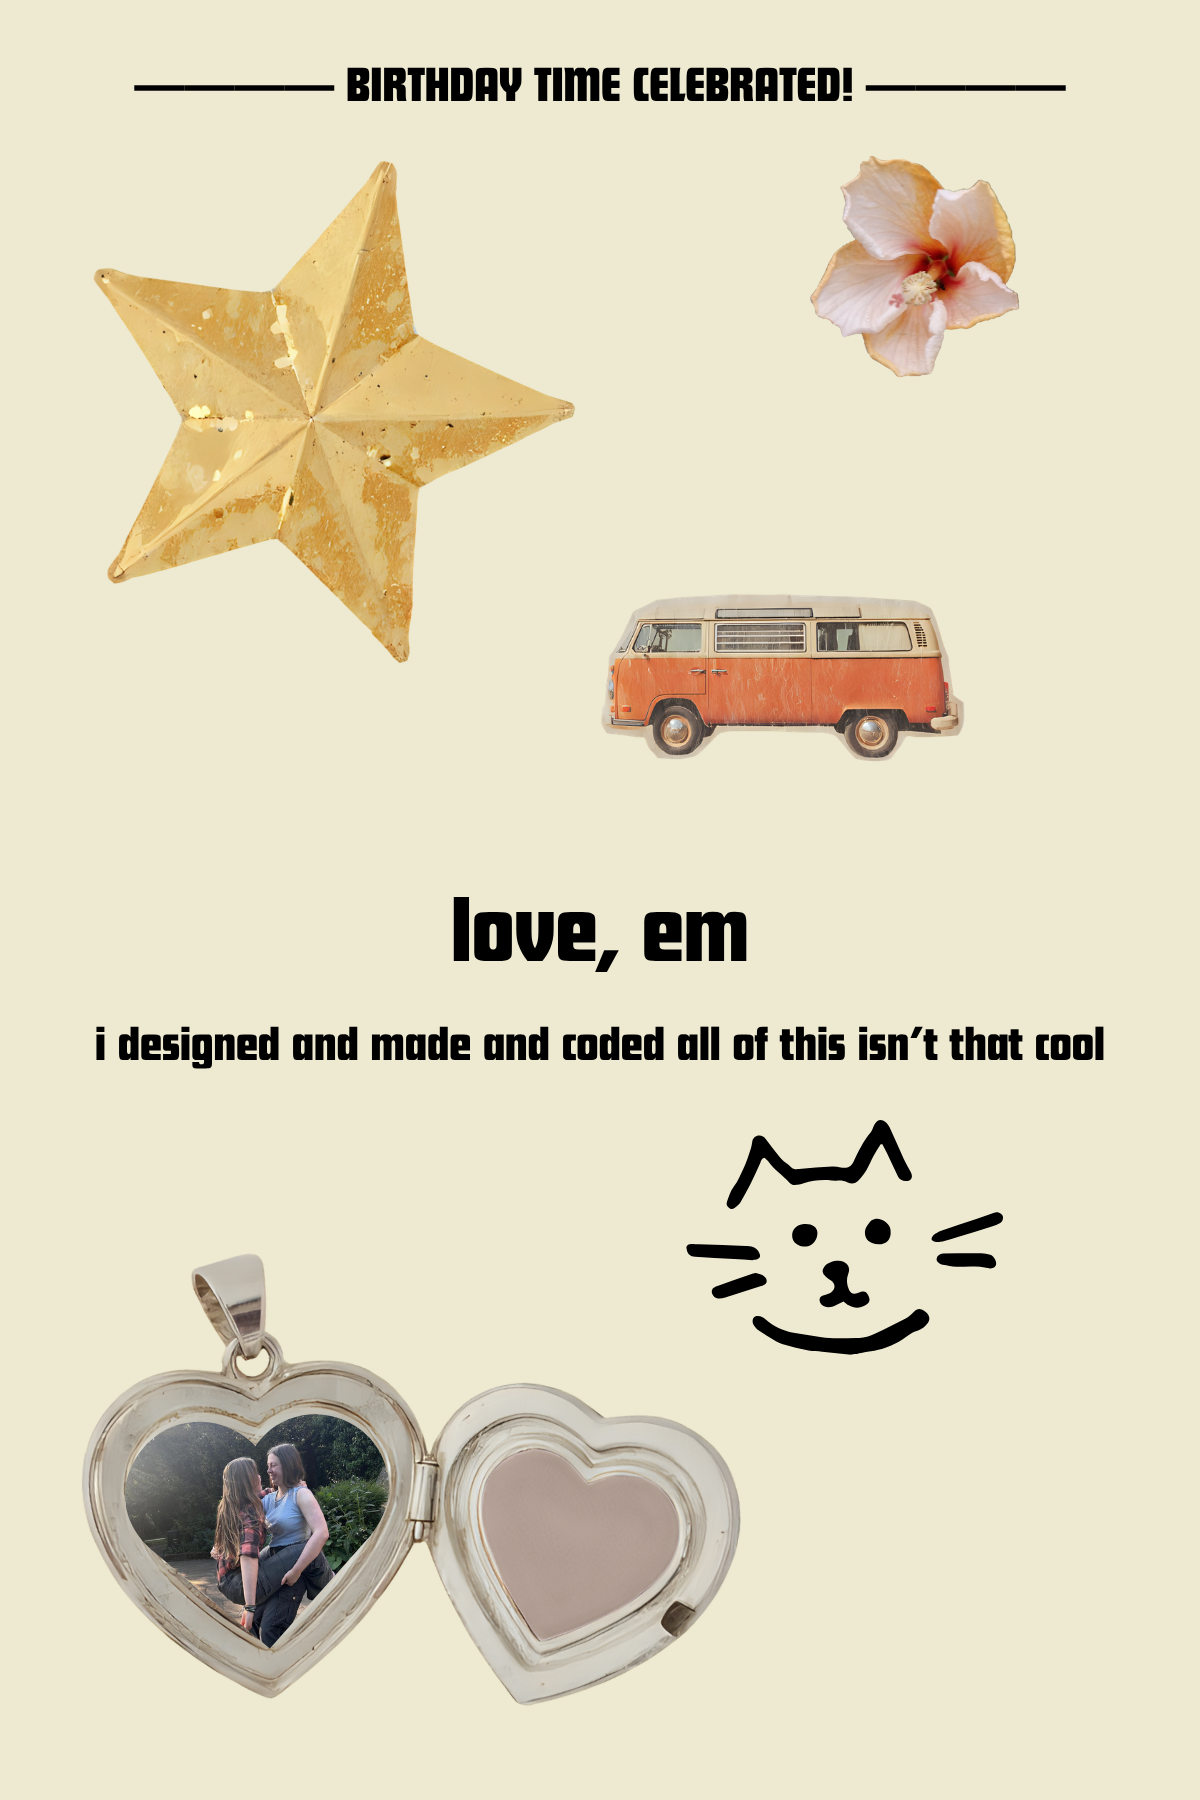 BIRTHDAY TIME CELEBRATED!
love, em
i designed and made and coded all of this isn't that cool